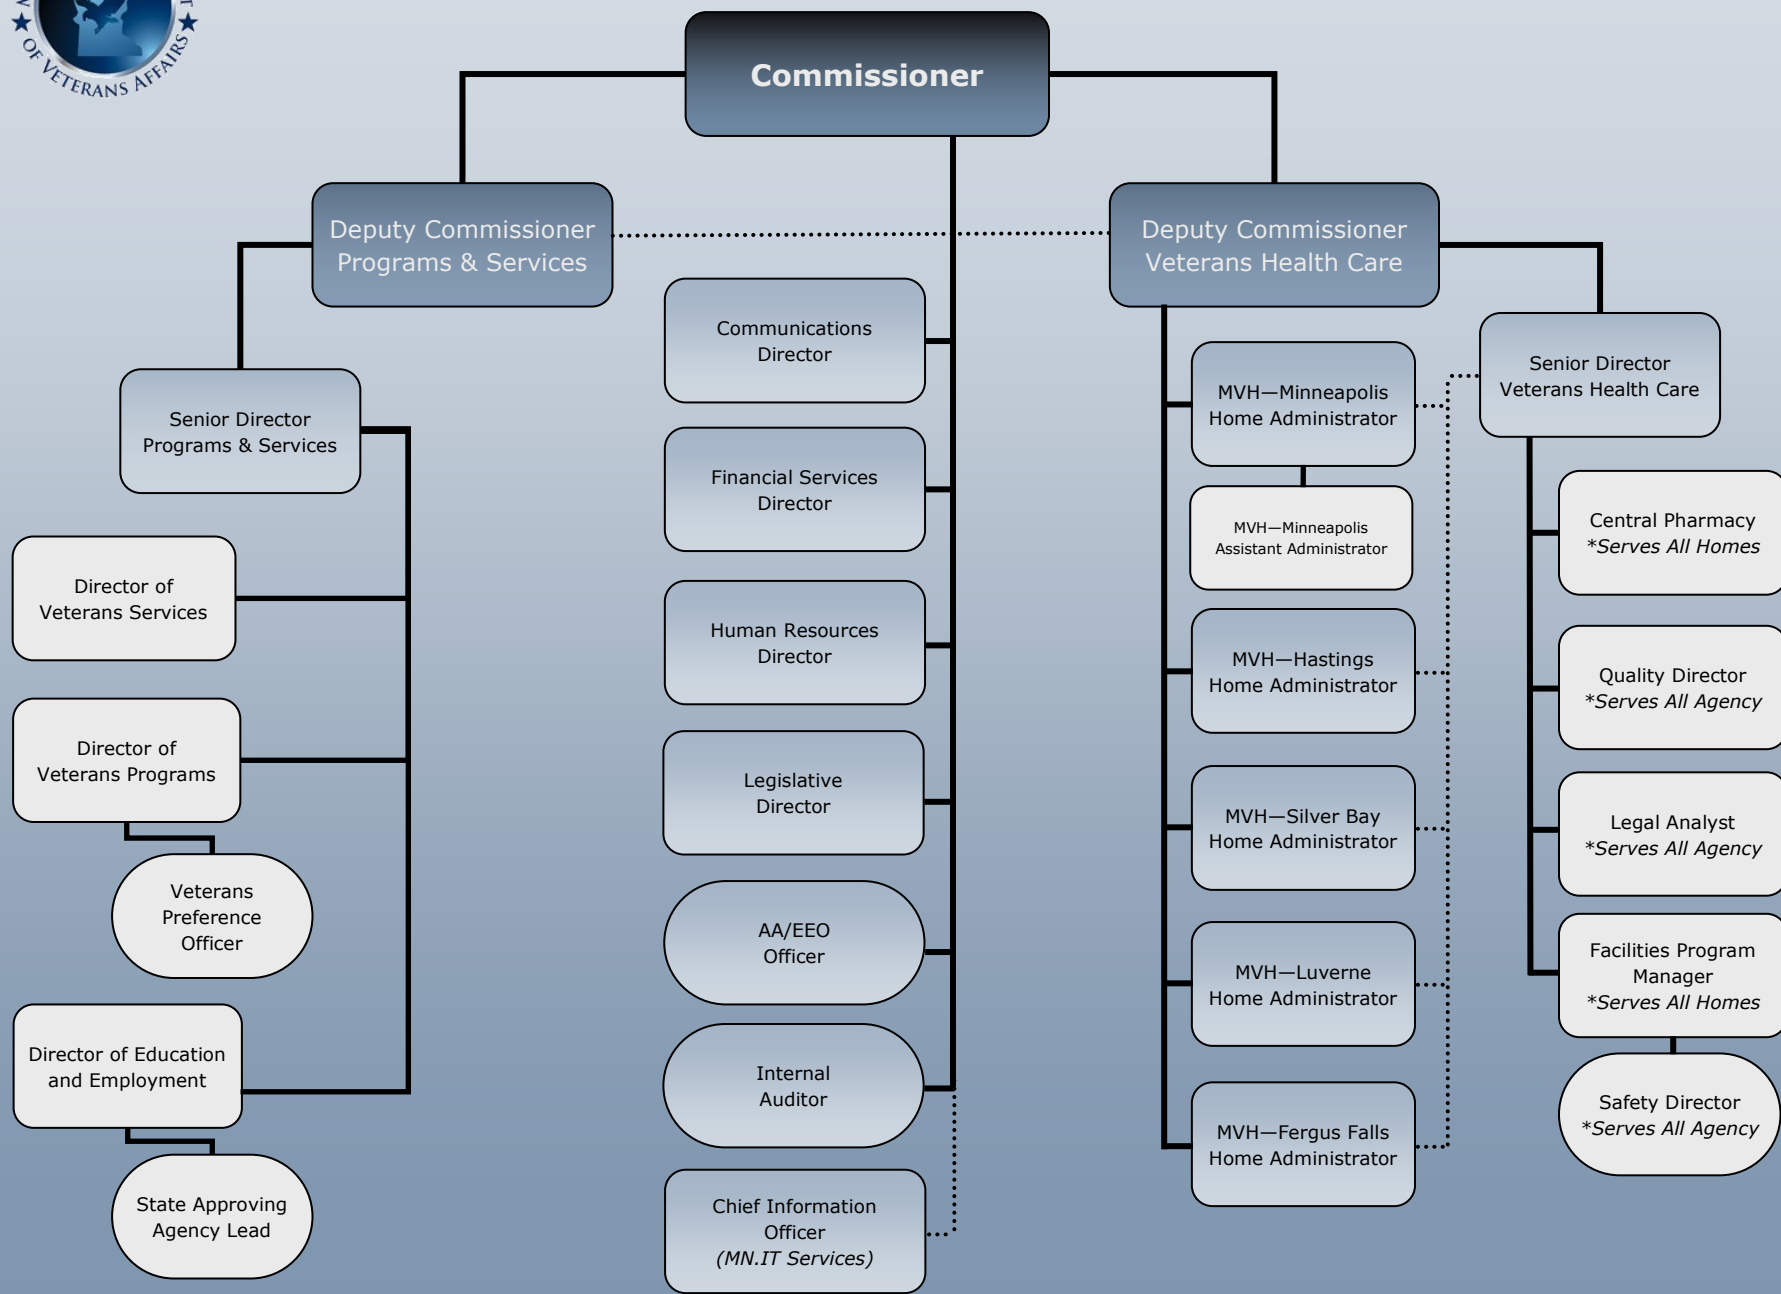 OF VETERANS AFFAIRS
Commissioner
Deputy Commissioner
Programs & Services
Deputy Commissioner
Veterans Health Care
Senior Director
Programs & Services
Director of
Veterans Services
Director of
Veterans Programs
Veterans
Preference
Officer
Director of Education
and Employment
State Approving
Agency Lead
Communications
Director
Financial Services
Director
Human Resources
Director
Legislative
Director
AA/EEO
Officer
Internal
Auditor
Chief Information
Officer
(MN.IT Services)
MVH—Minneapolis
Home Administrator
MVH—Minneapolis
Assistant Administrator
MVH—Hastings
Home Administrator
MVH—Silver Bay
Home Administrator
MVH—Luverne
Home Administrator
MVH—Fergus Falls
Home Administrator
Senior Director
Veterans Health Care
Central Pharmacy
*Serves All Homes
Quality Director
*Serves All Agency
Legal Analyst
*Serves All Agency
Facilities Program
Manager
*Serves All Homes
Safety Director
*Serves All Agency